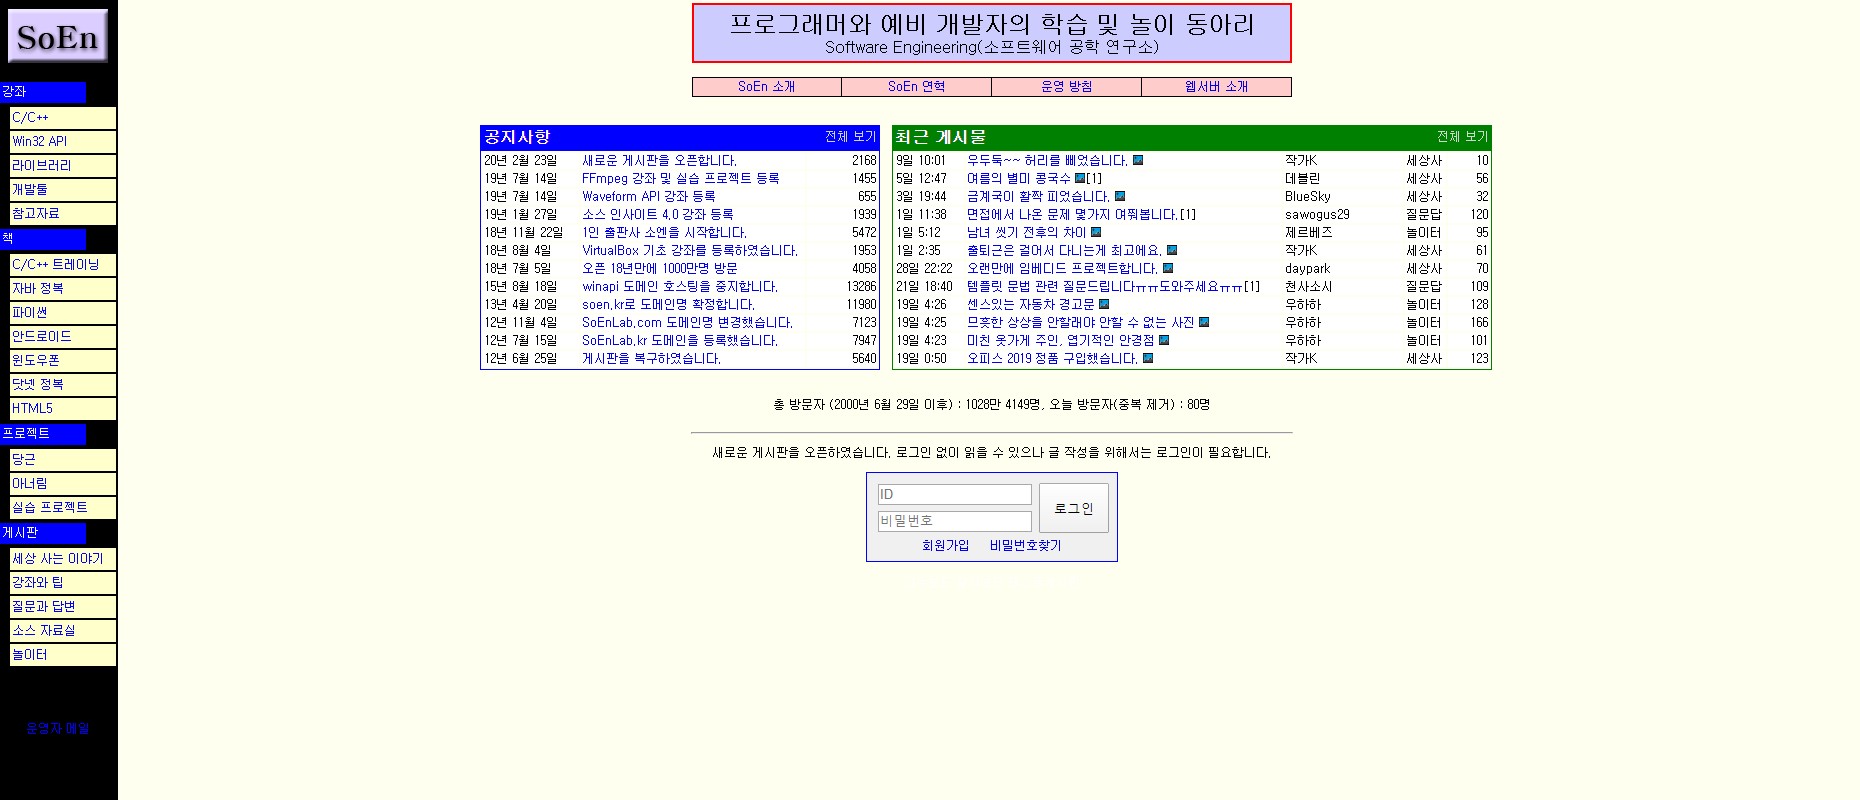 SoEn
강좌
C/C++
Win32 API
라이브러리
개발툴
참고자료
책
C/C++ 트레이닝
자바 정복
파이썬
안드로이드
윈도우폰
닷넷 정복
HTML5
프로젝트
당근
아너림
실습 프로젝트
게시판
세상 사는 이야기
강좌와 팁
질문과 답변
소스 자료실
놀이터
운영자 메일
프로그래머와 예비 개발자의 학습 및 놀이 동아리
Software Engineering(소프트웨어 공학 연구소)
SoEn 소개 SoEn 연혁 운영 방침 웹서버 소개
공지사항 전체 보기
20년 2월 23일 새로운 게시판을 오픈합니다. 2168
19년 7월 14일 FFmpeg 강좌 및 실습 프로젝트 등록 1455
19년 7월 14일 Waveform API 강좌 등록 655
19년 1월 27일 소스 인사이트 4.0 강좌 등록 1939
18년 11월 22일 1인 출판사 소엔을 시작합니다. 5472
18년 8월 4일 VirtualBox 기초 강좌를 등록하였습니다. 1953
18년 7월 5일 오픈 18년만에 1000만명 방문 4058
15년 8월 18일 winapi 도메인 호스팅을 중지합니다. 13286
13년 4월 20일 soen.kr로 도메인명 확정합니다. 11980
12년 11월 4일 SoEnLab.com 도메인명 변경했습니다. 7123
12년 7월 15일 SoEnLab.kr 도메인을 등록했습니다. 7947
12년 6월 25일 게시판을 복구하였습니다. 5640
최근 게시물 전체 보기
9일 10:01 우두둑~~ 허리를 삐었습니다. 작가K 세상사 10
5일 12:47 여름의 별미 콩국수 [1] 데블린 세상사 56
3일 19:44 금계국이 활짝 피었습니다. BlueSky 세상사 32
1일 11:38 면접에서 나온 문제 몇가지 여쭤봅니다.[1] sawogus29 질문답 120
1일 5:12 남녀 씻기 전후의 차이 제르베즈 놀이터 95
1일 2:35 출퇴근은 걸어서 다니는게 최고에요. 작가K 세상사 61
28일 22:22 오랜만에 임베디드 프로젝트합니다. daypark 세상사 70
21일 18:40 템플릿 문법 관련 질문드립니다ㅠㅠ도와주세요ㅠㅠ[1] 천사소시 질문답 109
19일 4:26 센스있는 자동차 경고문 우하하 놀이터 128
19일 4:25 므흣한 상상을 안할래야 안할 수 없는 사진 우하하 놀이터 166
19일 4:23 미친 옷가게 주인, 엽기적인 안경점 우하하 놀이터 101
19일 0:50 오피스 2019 정품 구입했습니다. 작가K 세상사 123
총 방문자 (2000년 6월 29일 이후) : 1028만 4149명, 오늘 방문자(중복 제거) : 80명
새로운 게시판을 오픈하였습니다. 로그인 없이 읽을 수 있으나 글 작성을 위해서는 로그인이 필요합니다.
ID
비밀번호
로그인
회원가입 비밀번호찾기